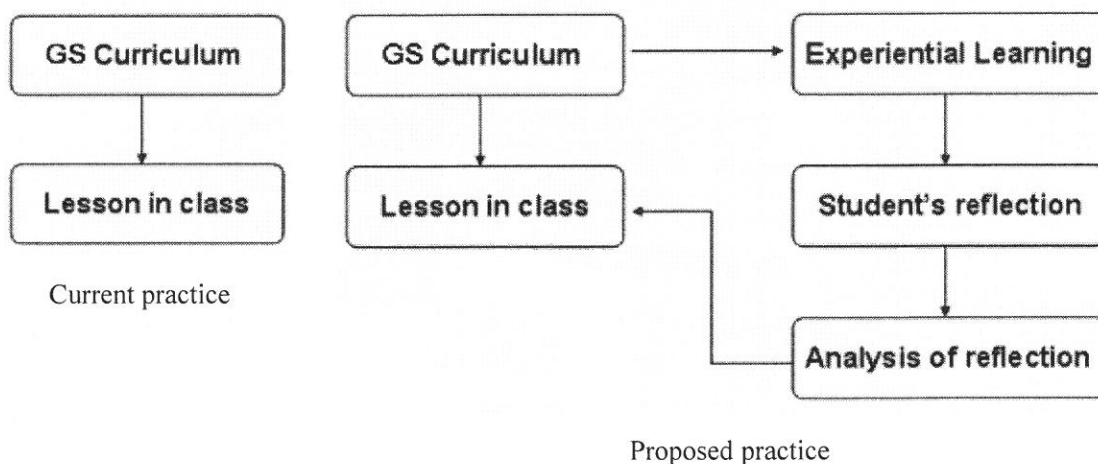 GS Curriculum
Lesson in class
Current practice
GS Curriculum
Lesson in class
Experiential Learning
Student's reflection
Analysis of reflection
Proposed practice